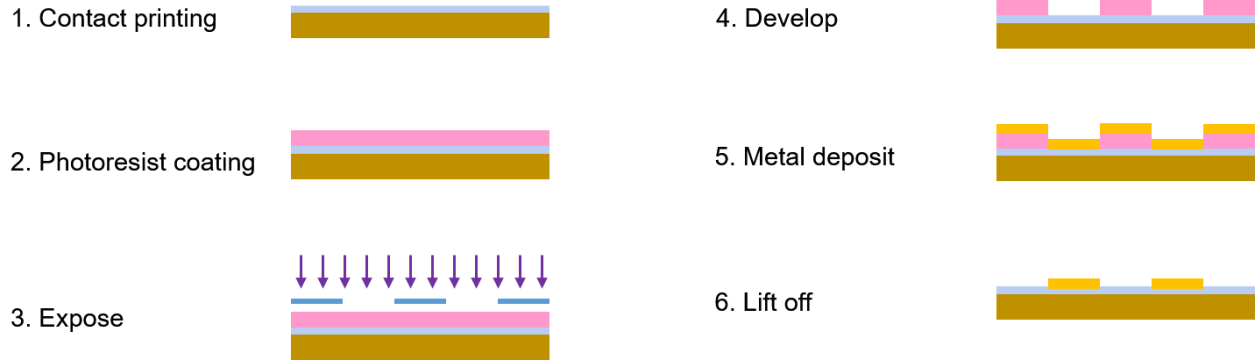 1. Contact printing
2. Photoresist coating
3. Expose
4. Develop
5. Metal deposit
6. Lift off